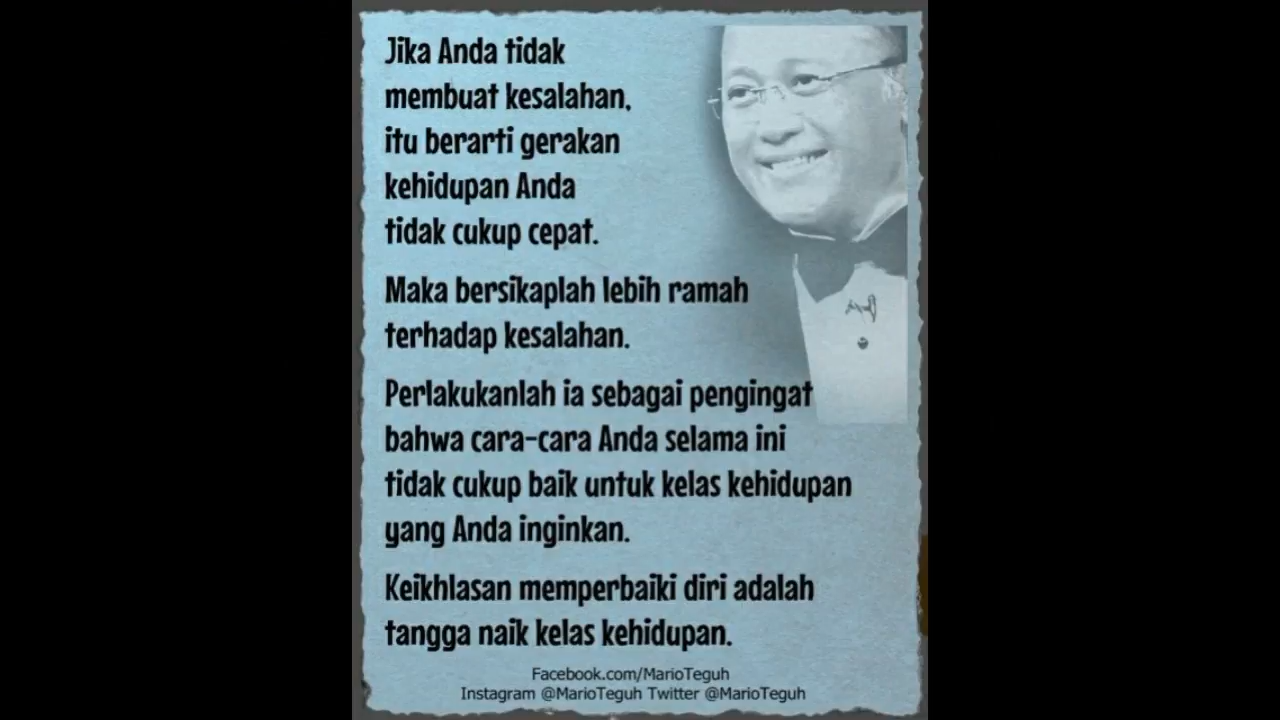 Jika Anda tidak
membuat kesalahan,
itu berarti gerakan
kehidupan Anda
tidak cukup cepat.
Maka bersikaplah lebih ramah
terhadap kesalahan.
Perlakukanlah ia sebagai pengingat
bahwa cara-cara Anda selama ini
tidak cukup baik untuk kelas kehidupan
yang Anda inginkan.
Keikhlasan memperbaiki diri adalah
tangga naik kelas kehidupan.
Facebook.com/MarioTeguh
Instagram @MarioTeguh Twitter @MarioTeguh